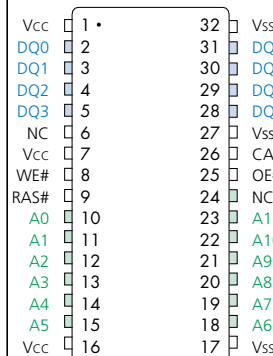 Vcc 1 32 Vss
DQ0 2 31
DQ1 3 30
DQ2 4 29
DQ3 5 28
NC 6 27 Vss
Vcc 7 26
WE# 8 25
RAS# 9 24 NC
A0 10 23
A1 11 22
A2 12 21 A9
A3 13 20 A8
A4 14 19 A7
A5 15 18 A6
Vcc 16 17 Vss